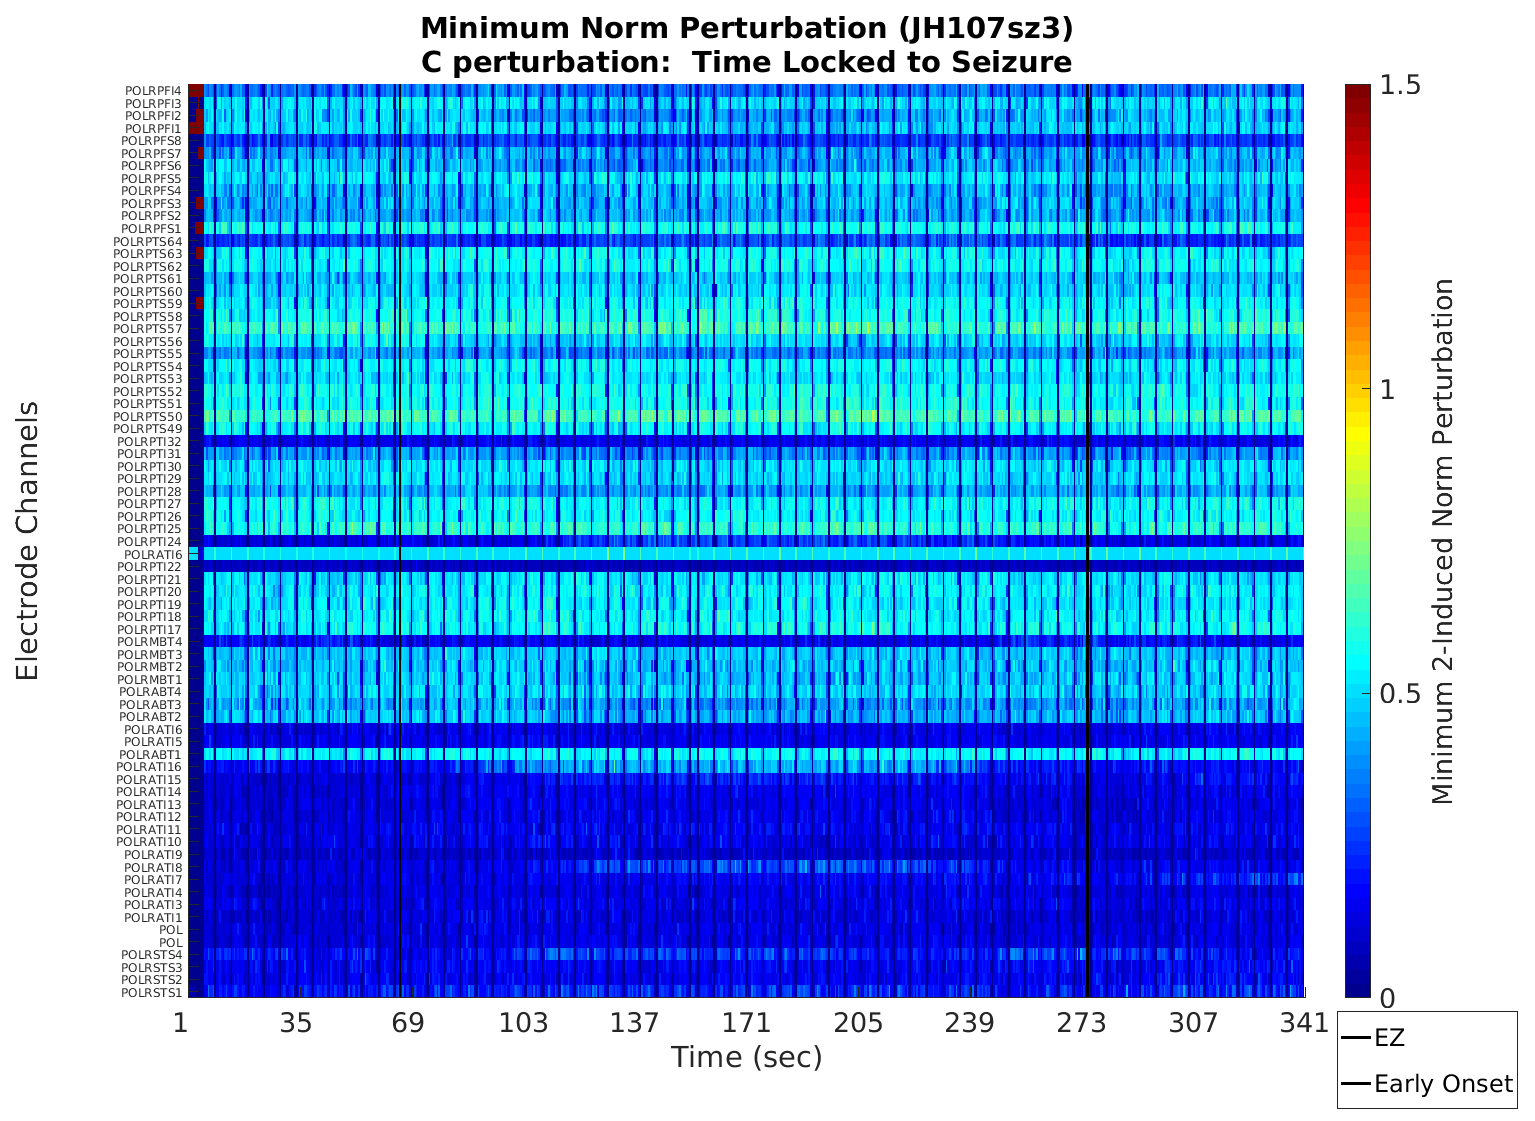 Minimum Norm Perturbation (JH107sz3)
C perturbation:  Time Locked to Seizure
Electrode Channels
POLRPFI4
POLRPFI3
POLRPFI2
POLRPFI1
POLRPFS8
POLRPFS7
POLRPFS6
POLRPFS5
POLRPFS4
POLRPFS3
POLRPFS2
POLRPFS1
POLRPTS64
POLRPTS63
POLRPTS62
POLRPTS61
POLRPTS60
POLRPTS59
POLRPTS58
POLRPTS57
POLRPTS56
POLRPTS55
POLRPTS54
POLRPTS53
POLRPTS52
POLRPTS51
POLRPTS50
POLRPTS49
POLRPTI32
POLRPTI31
POLRPTI30
POLRPTI29
POLRPTI28
POLRPTI27
POLRPTI26
POLRPTI25
POLRPTI24
POLRATI6
POLRPTI22
POLRPTI21
POLRPTI20
POLRPTI19
POLRPTI18
POLRPTI17
POLRMBT4
POLRMBT3
POLRMBT2
POLRMBT1
POLRABT4
POLRABT3
POLRABT2
POLRATI6
POLRATI5
POLRABT1
POLRATI16
POLRATI15
POLRATI14
POLRATI13
POLRATI12
POLRATI11
POLRATI10
POLRATI9
POLRATI8
POLRATI7
POLRATI4
POLRATI3
POLRATI1
POL
POL
POLRSTS4
POLRSTS3
POLRSTS2
POLRSTS1
1 35 69 103 137 171 205 239 273 307 341
Time (sec)
1.5
1
0.5
0
Minimum 2-Induced Norm Perturbation
EZ
Early Onset